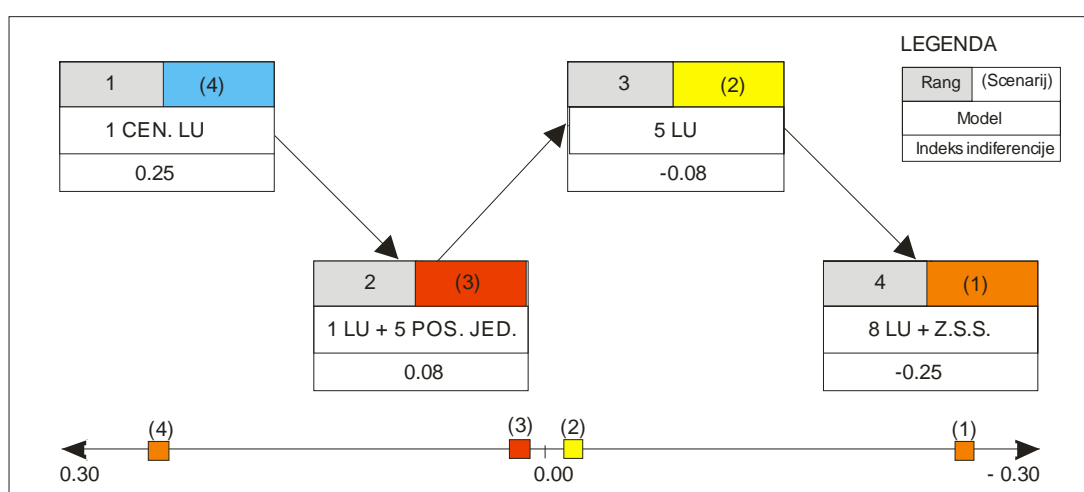 LEGENDA
1 (4)
1 CEN. LU
0.25
3 (2)
5 LU
-0.08
Rang (Scenarij)
Model
Indeks indiferencije
2 (3)
1 LU + 5 POS. JED.
0.08
4 (1)
8 LU + Z.S.S.
-0.25
(4) (3) (2) (1)
0.30 0.00 - 0.30